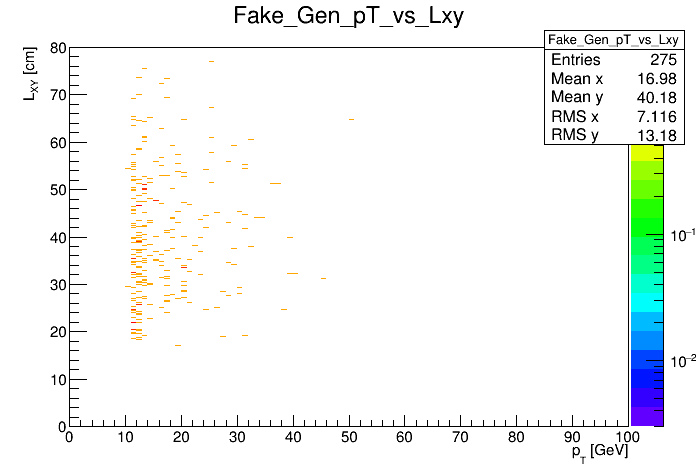 Fake_Gen_pT_vs_Lxy
Fake_Gen_pT_vs_Lxy
Entries 275
Mean x 16.98
Mean y 40.18
RMS x 7.116
RMS y 13.18
L_XY [cm]
80
70
60
50
40
30
20
10
0
0 10 20 30 40 50 60 70 80 90 100
p_T [GeV]
10^-1
10^-2